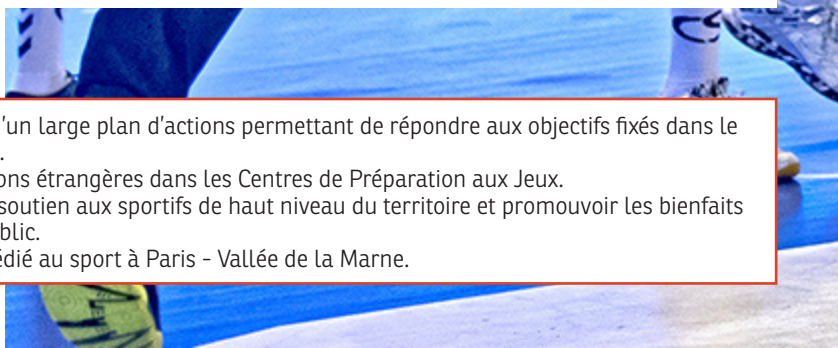 'un large plan d'actions permettant de répondre aux objectifs fixés dans le
.
ons étrangères dans les Centres de Préparation aux Jeux.
soutien aux sportifs de haut niveau du territoire et promouvoir les bienfaits
blic.
édié au sport à Paris - Vallée de la Marne.